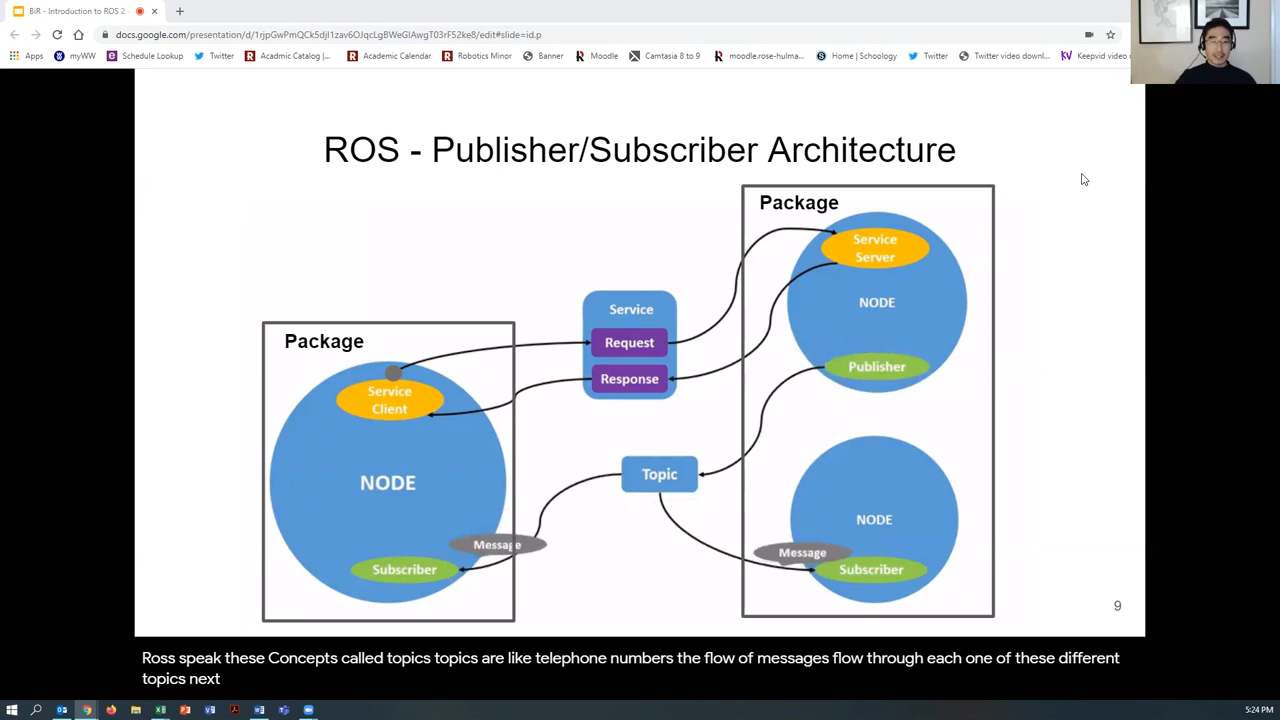 BiR - Introduction to ROS 2
docs.google.com/presentation/d/1rjpGwPmQCk5djI1zav6OJqcLgBWeGIAwgT03rF52ke8/edit#slide=id.p
Apps myWW Schedule Lookup Twitter Acadmic Catalog |... Academic Calendar Robotics Minor Banner Moodle Camtasia 8 to 9 moodle.rose-hulma... Home | Schoology Twitter Twitter video downl... Keepvid video
ROS - Publisher/Subscriber Architecture
Package
Service
Server
NODE
Publisher
Service
Request
Response
Package
Service
Client
NODE
Topic
Message
Subscriber
NODE
Message
Subscriber
9
Ross speak these Concepts called topics topics are like telephone numbers the flow of messages flow through each one of these different
topics next
5:24 PM